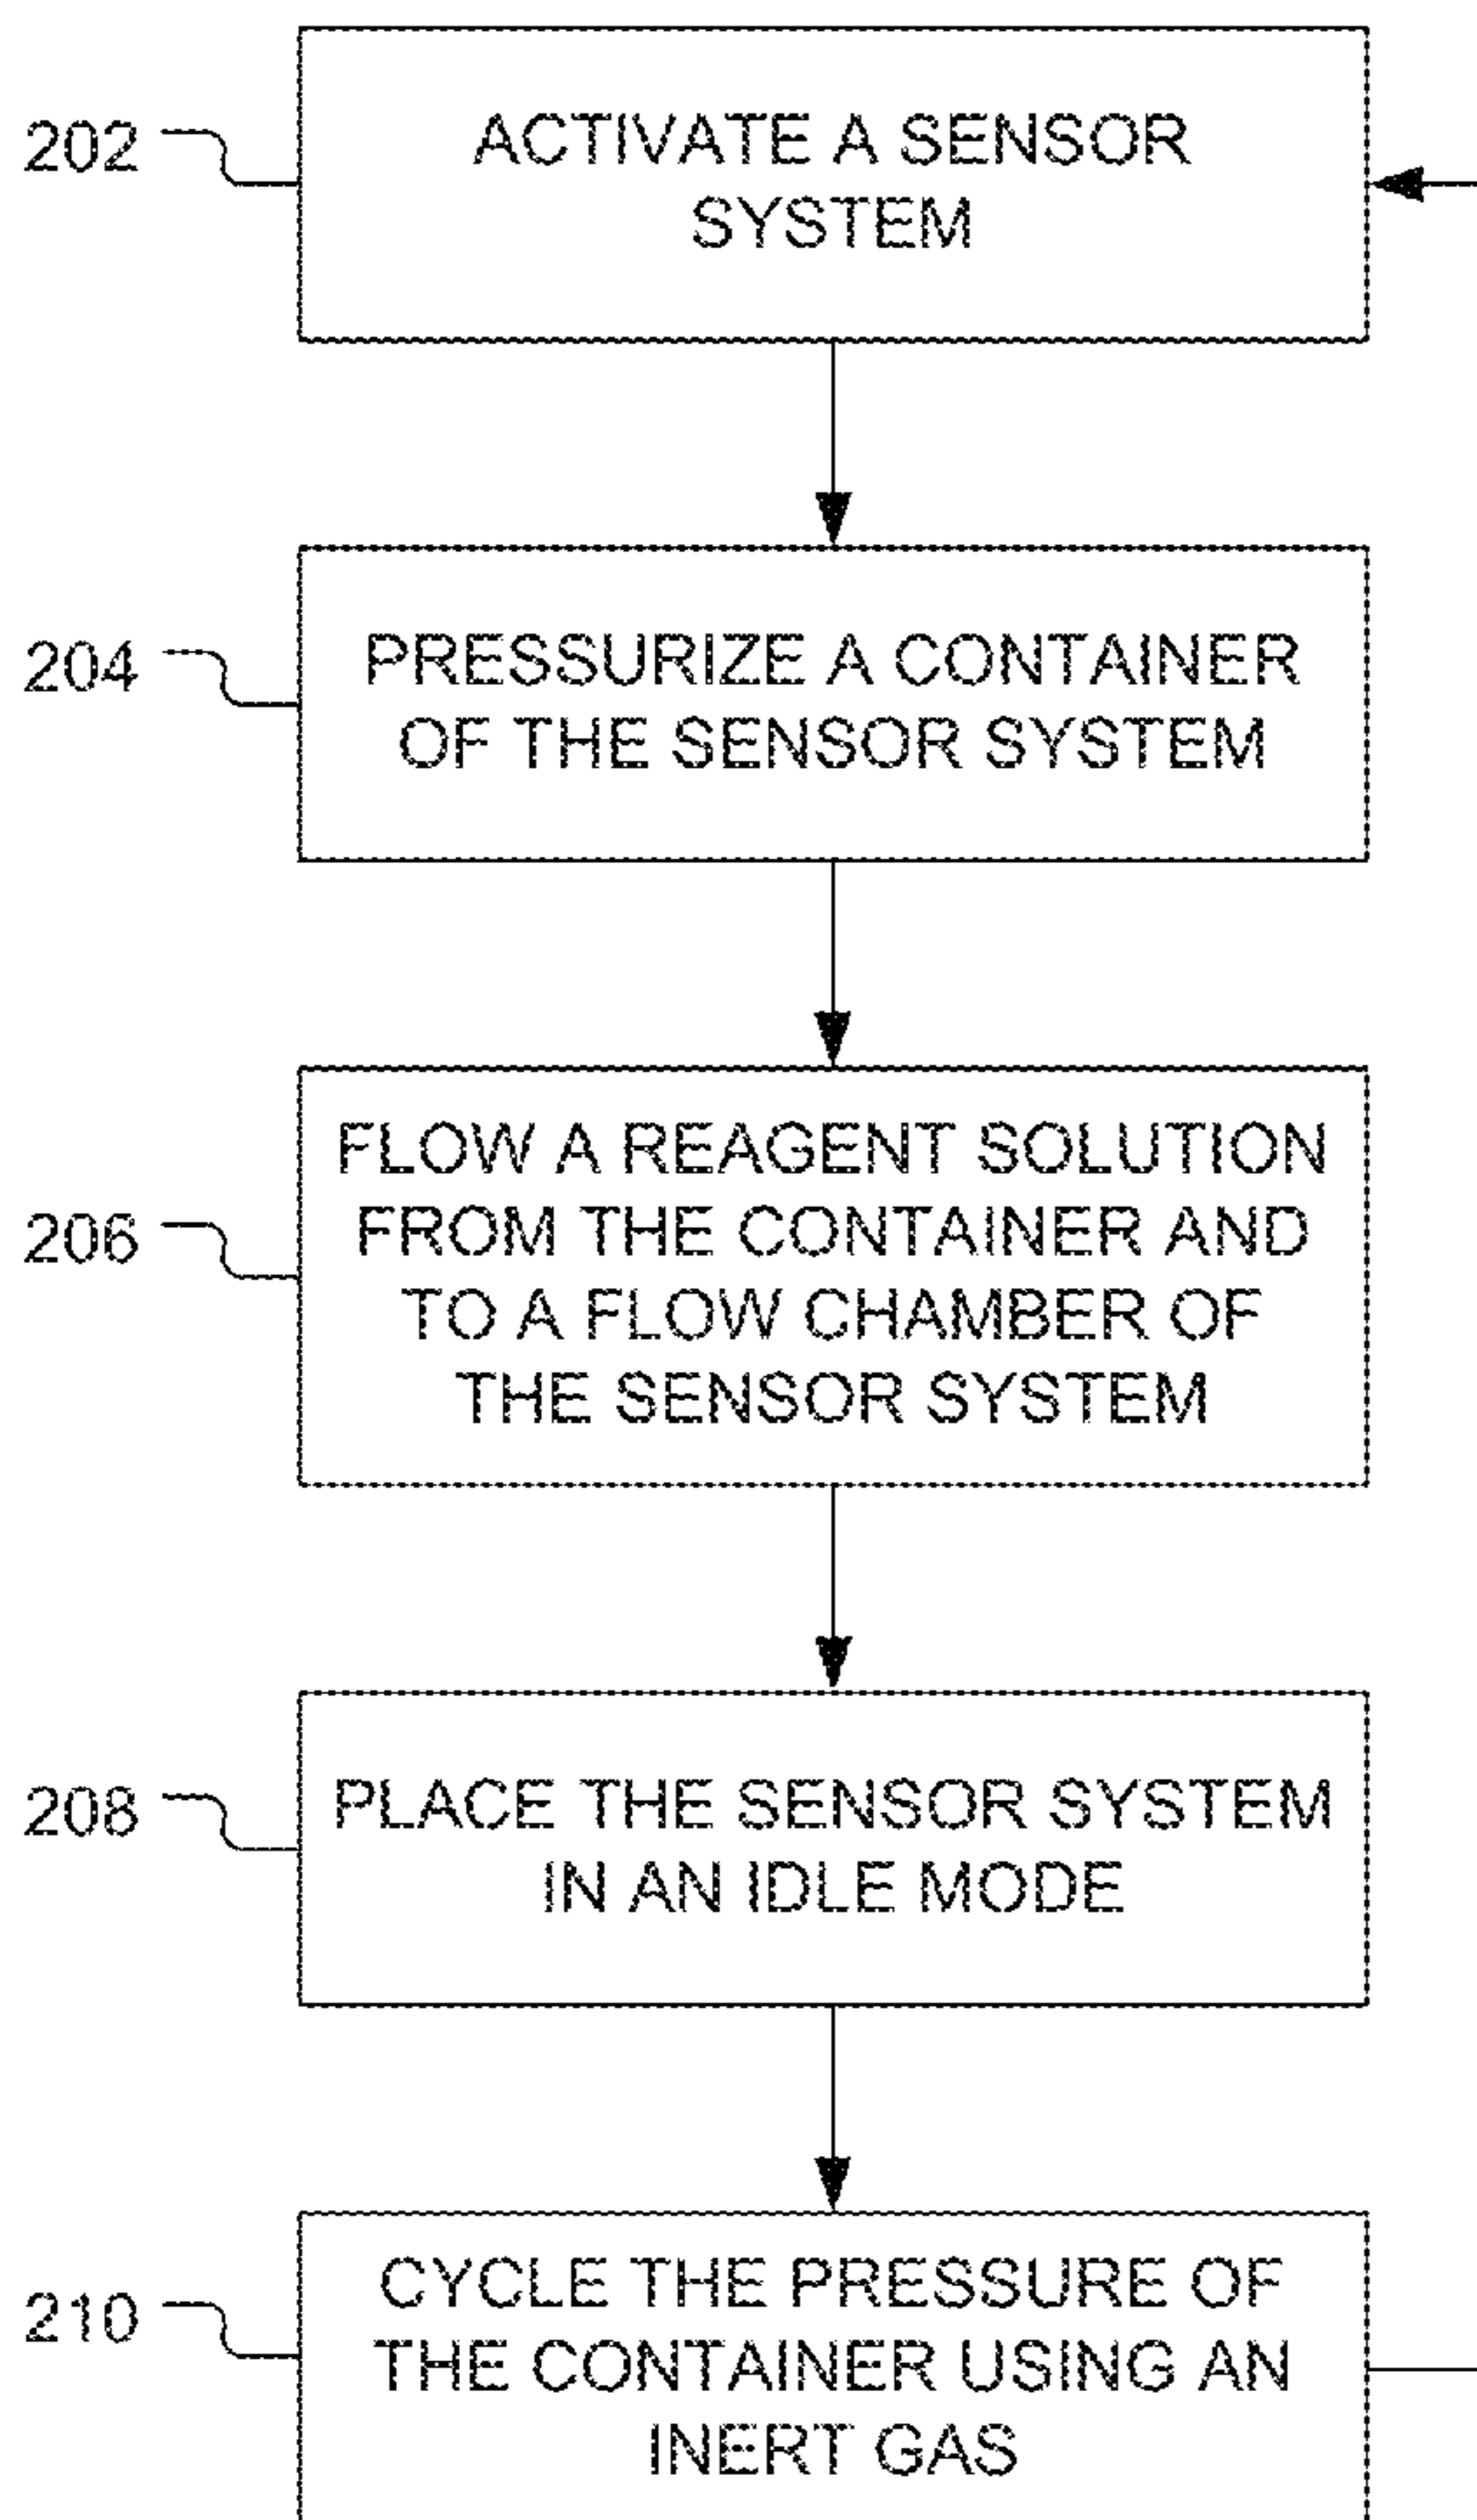 202
ACTIVATE A SENSOR
SYSTEM
204
PRESSURIZE A CONTAINER
OF THE SENSOR SYSTEM
206
FLOW A REAGENT SOLUTION
FROM THE CONTAINER AND
TO A FLOW CHAMBER OF
THE SENSOR SYSTEM
208
PLACE THE SENSOR SYSTEM
IN AN IDLE MODE
210
CYCLE THE PRESSURE OF
THE CONTAINER USING AN
INERT GAS